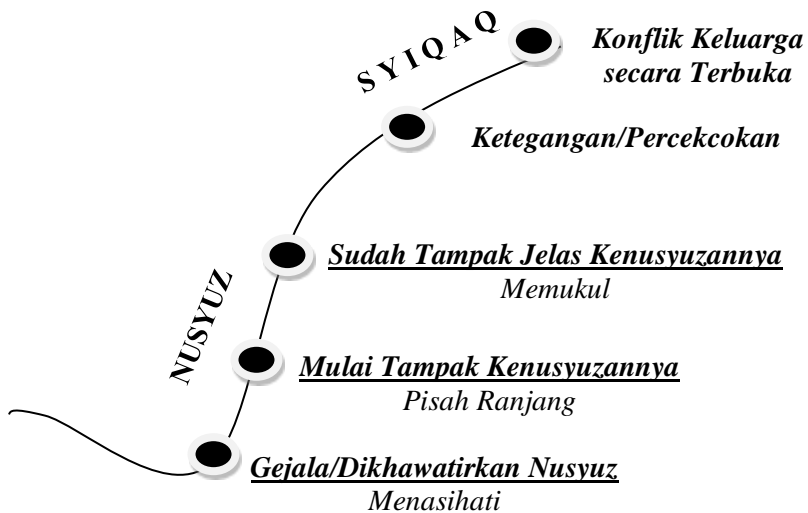 SYIQAQ
Konflik Keluarga
secara Terbuka
Ketegangan/Percekcokan
NUSYUZ
Sudah Tampak Jelas Kenusyuzannya
Memukul
Mulai Tampak Kenusyuzannya
Pisah Ranjang
Gejala/Dikhawatirkan Nusyuz
Menasihati